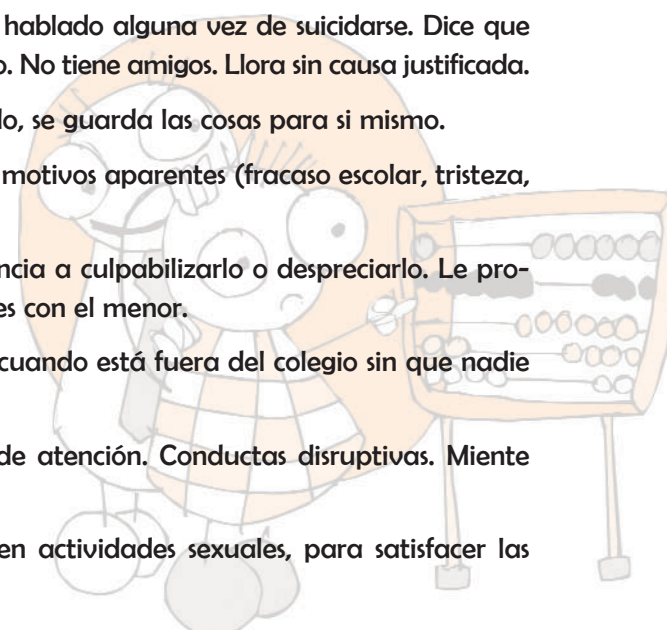 hablado alguna vez de suicidarse. Dice que
o. No tiene amigos. Llora sin causa justificada.
do, se guarda las cosas para si mismo.
motivos aparentes (fracaso escolar, tristeza,
ncia a culpabilizarlo o despreciarlo. Le pro-
es con el menor.
cuando está fuera del colegio sin que nadie
de atención. Conductas disruptivas. Miente
en actividades sexuales, para satisfacer las